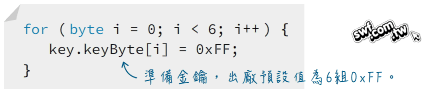 for (byte i = 0; i < 6; i++) {
key.keyByte[i] = 0xFF;
}
準備金鑰，出廠預設值為6組0xFF。
swf.com.tw